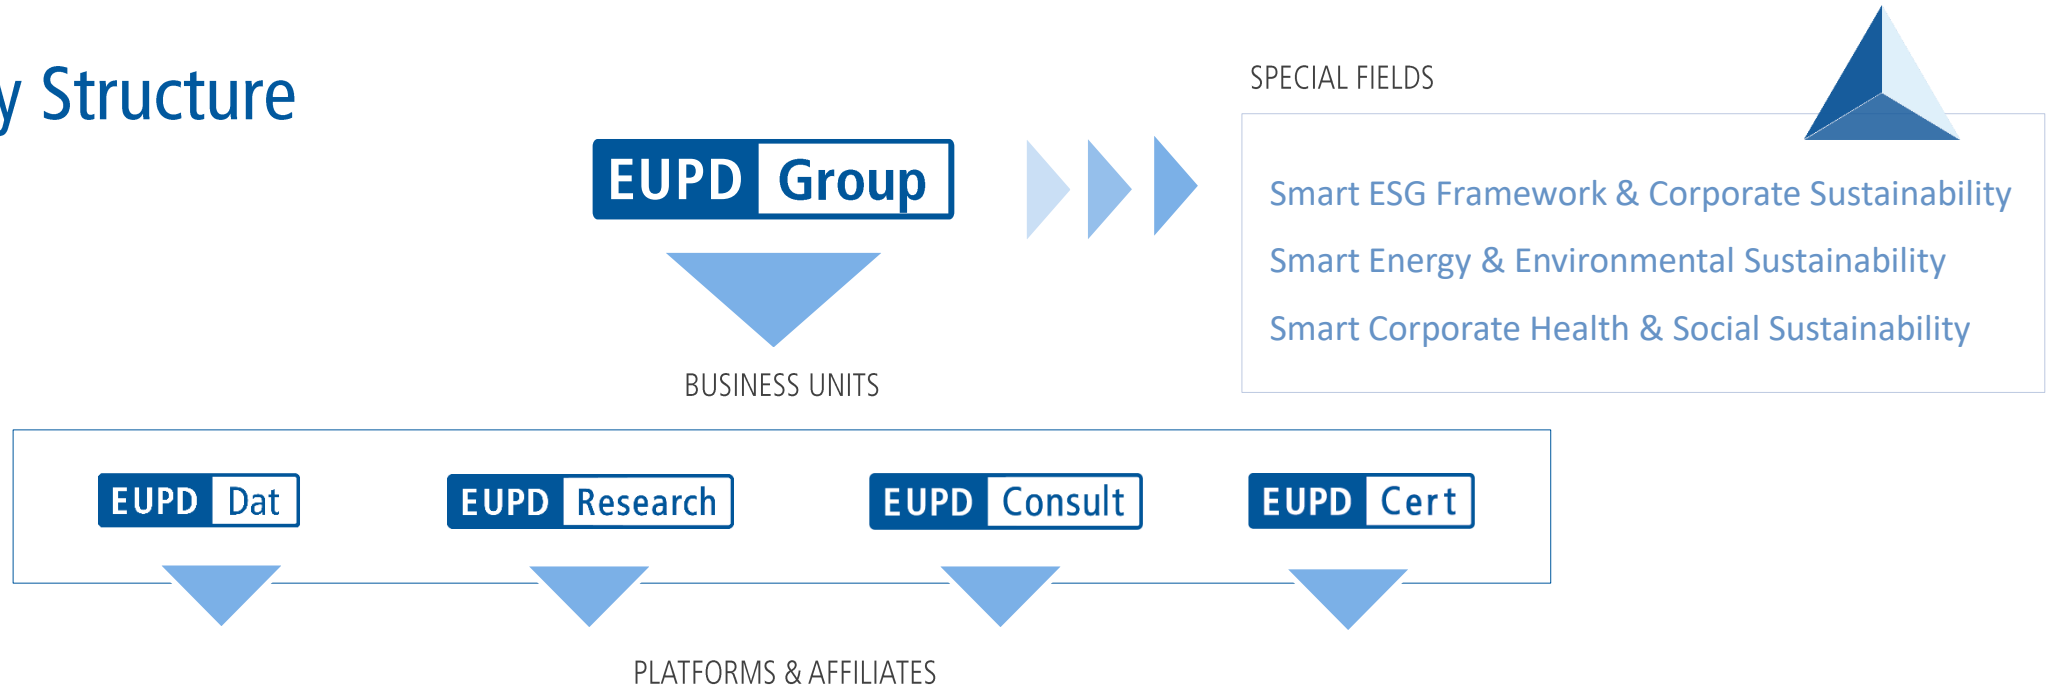 y Structure
SPECIAL FIELDS
EUPD Group
Smart ESG Framework & Corporate Sustainability
Smart Energy & Environmental Sustainability
Smart Corporate Health & Social Sustainability
BUSINESS UNITS
EUPD Dat
EUPD Research
EUPD Consult
EUPD Cert
PLATFORMS & AFFILIATES